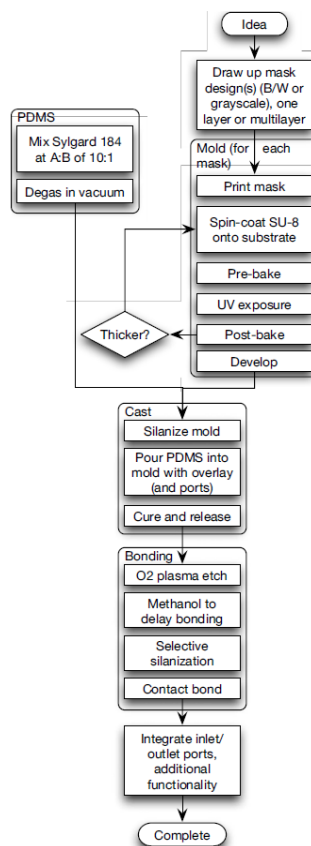 Idea
Draw up mask
design(s) (B/W or
grayscale), one
layer or multilayer
PDMS
Mix Sylgard 184
at A:B of 10:1
Degas in vacuum
Mold (for each
mask)
Print mask
Spin-coat SU-8
onto substrate
Pre-bake
UV exposure
Thicker?
Post-bake
Develop
Cast
Silanize mold
Pour PDMS into
mold with overlay
(and ports)
Cure and release
Bonding
O2 plasma etch
Methanol to
delay bonding
Selective
silanization
Contact bond
Integrate inlet/
outlet ports,
additional
functionality
Complete